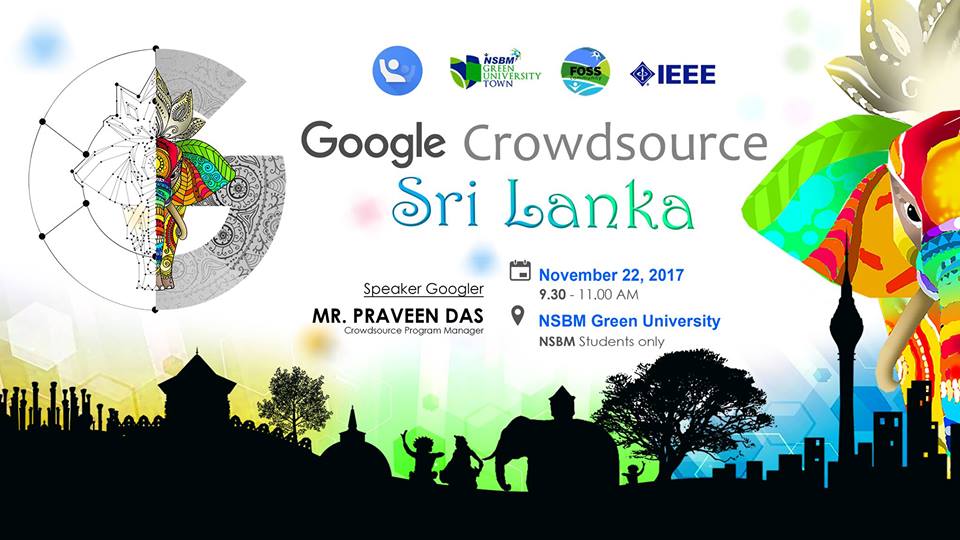 NSBM
GREEN
UNIVERSITY
TOWN
FOSS
IEEE
Google Crowdsource
Sri Lanka
Speaker Googler
MR. PRAVEEN DAS
Crowdsource Program Manager
November 22, 2017
9.30 - 11.00 AM
NSBM Green University
NSBM Students only